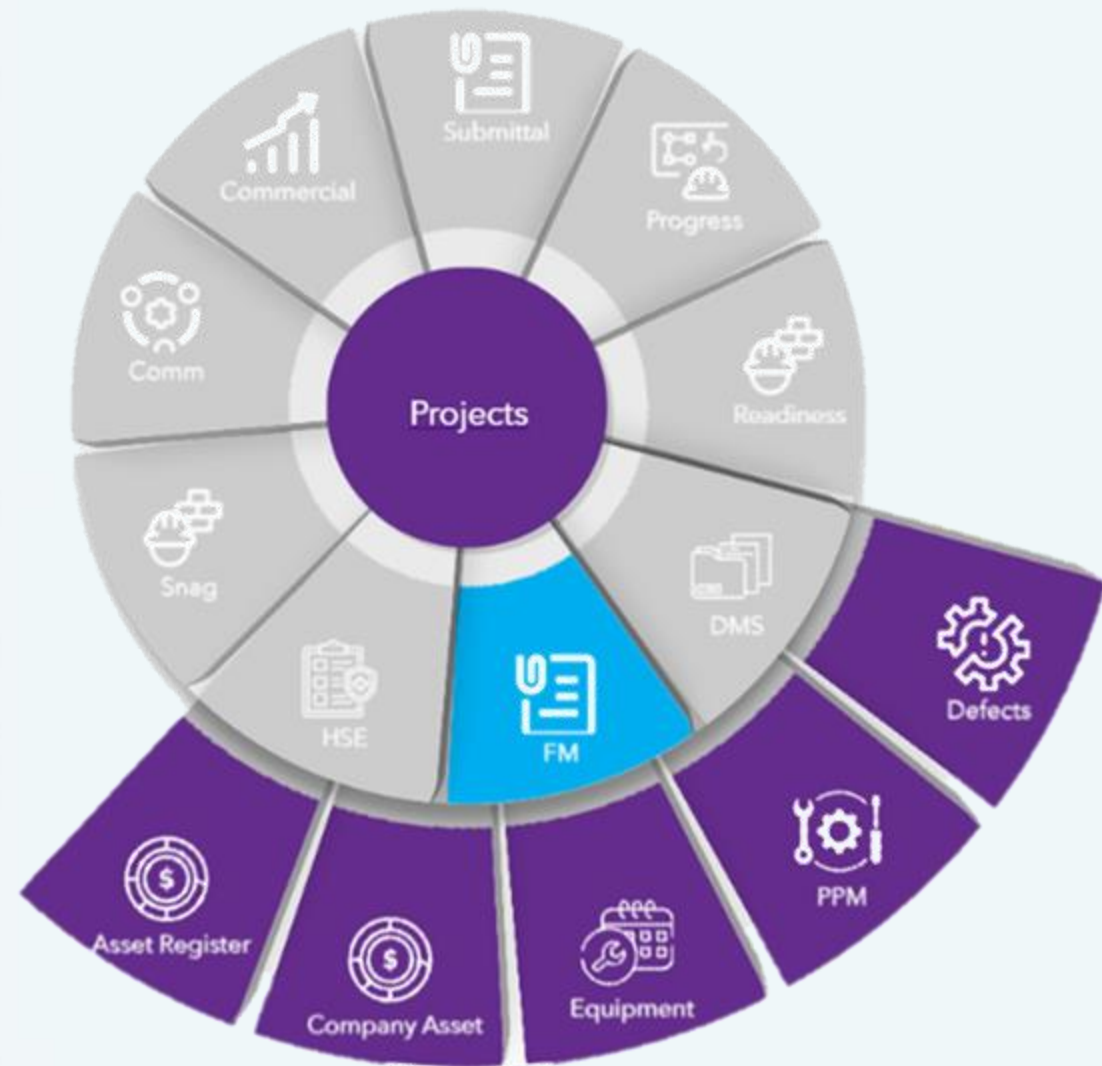 Submittal
Commercial
Progress
Comm
Projects
Readiness
Snag
DMS
HSE
FM
Defects
PPM
Asset Register
Company Asset
Equipment